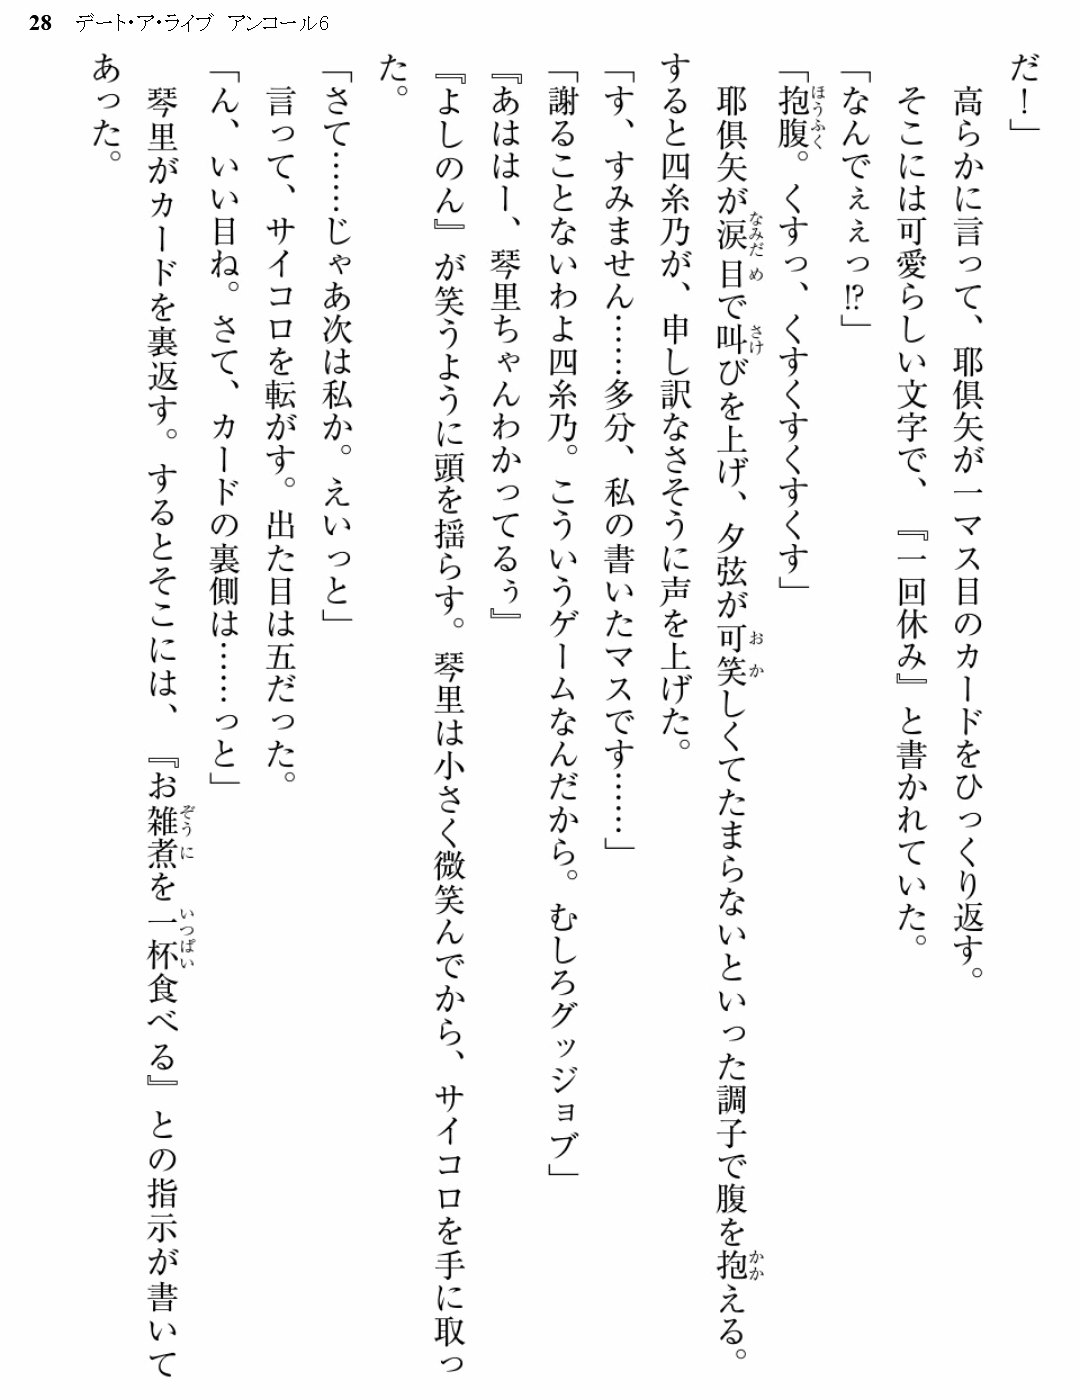 28 デート・ア・ライブ アンコール6
だ！」
　高らかに言って、耶倶矢が一マス目のカードをひっくり返す。
　そこには可愛らしい文字で、『一回休み』と書かれていた。
「なんでぇぇっ!?」
「抱腹。くすっ、くすくすくすくす」
　耶倶矢が涙目で叫びを上げ、夕弦が可笑しくてたまらないといった調子で腹を抱える。
すると四糸乃が、申し訳なさそうに声を上げた。
「す、すみません……多分、私の書いたマスです……」
「謝ることないわよ四糸乃。こういうゲームなんだから。むしろグッジョブ」
『あははー、琴里ちゃんわかってるぅ』
『よしのん』が笑うように頭を揺らす。琴里は小さく微笑んでから、サイコロを手に取っ
た。
「さて……じゃあ次は私か。えいっと」
　言って、サイコロを転がす。出た目は五だった。
「ん、いい目ね。さて、カードの裏側は……っと」
　琴里がカードを裏返す。するとそこには、『お雑煮を一杯食べる』との指示が書いて
あった。